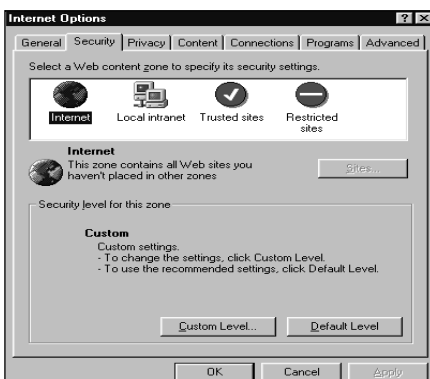 Internet Options
General Security Privacy Content Connections Programs Advanced
Select a Web content zone to specify its security settings.
Internet Local intranet Trusted sites Restricted sites
Internet
This zone contains all Web sites you
haven't placed in other zones
Sites...
Security level for this zone
Custom
Custom settings.
- To change the settings, click Custom Level.
- To use the recommended settings, click Default Level.
Custom Level... Default Level
OK Cancel Apply